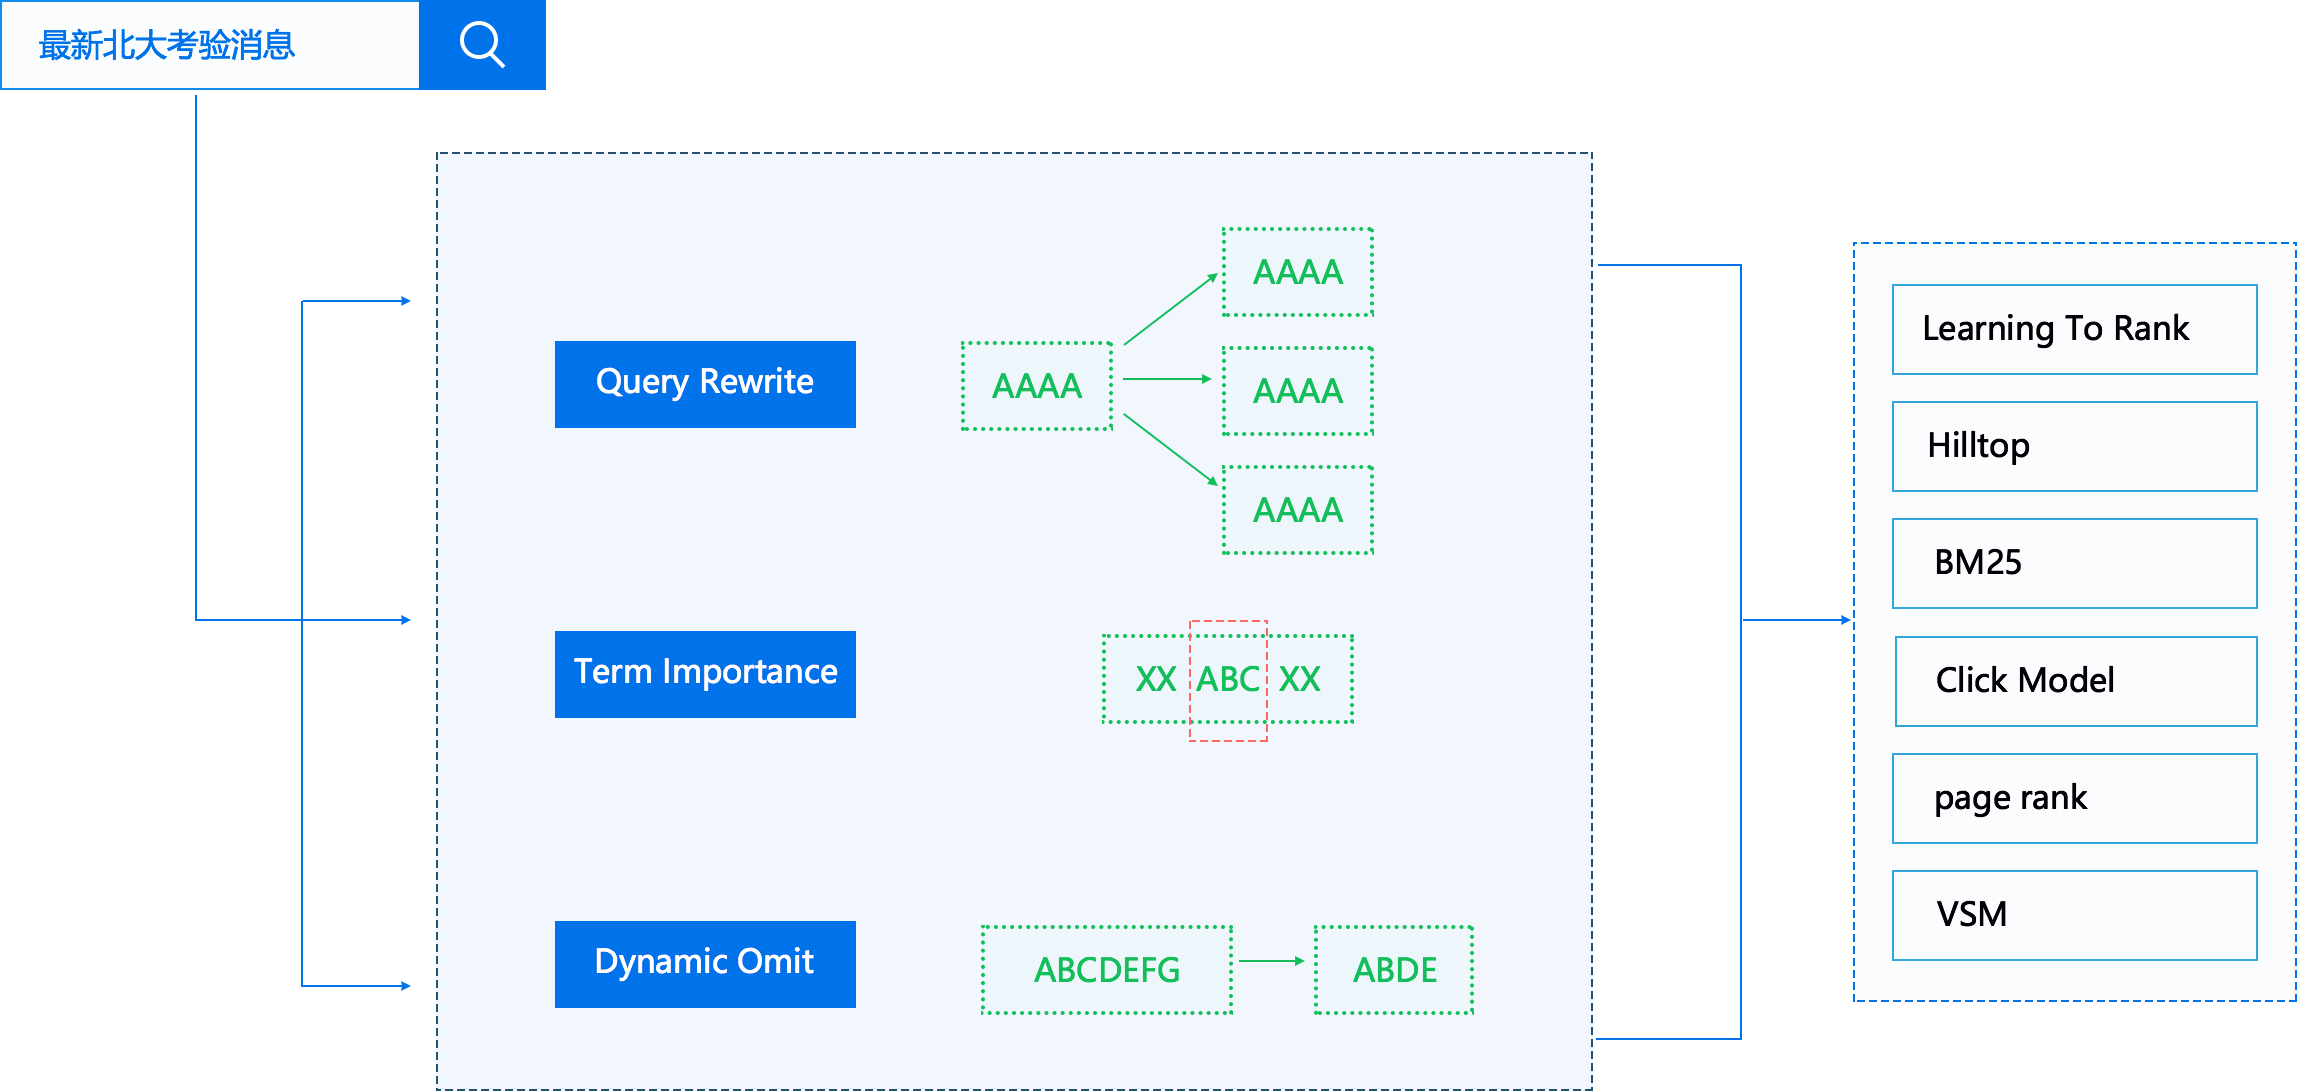 最新北大考验消息
Query Rewrite
AAAA
AAAA
AAAA
AAAA
Term Importance
XX ABC XX
Dynamic Omit
ABCDEFG
ABDE
Learning To Rank
Hilltop
BM25
Click Model
page rank
VSM